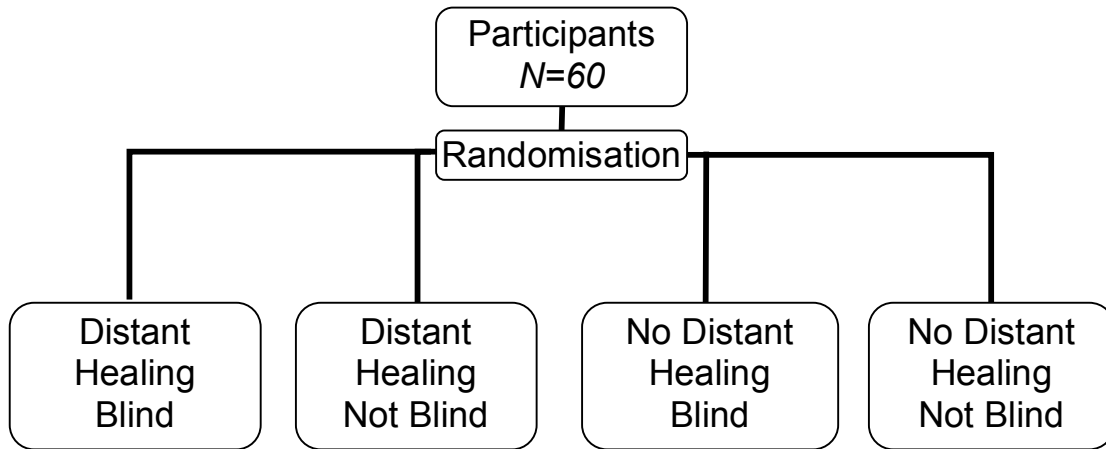 Participants
N=60
Randomisation
Distant
Healing
Blind
Distant
Healing
Not Blind
No Distant
Healing
Blind
No Distant
Healing
Not Blind